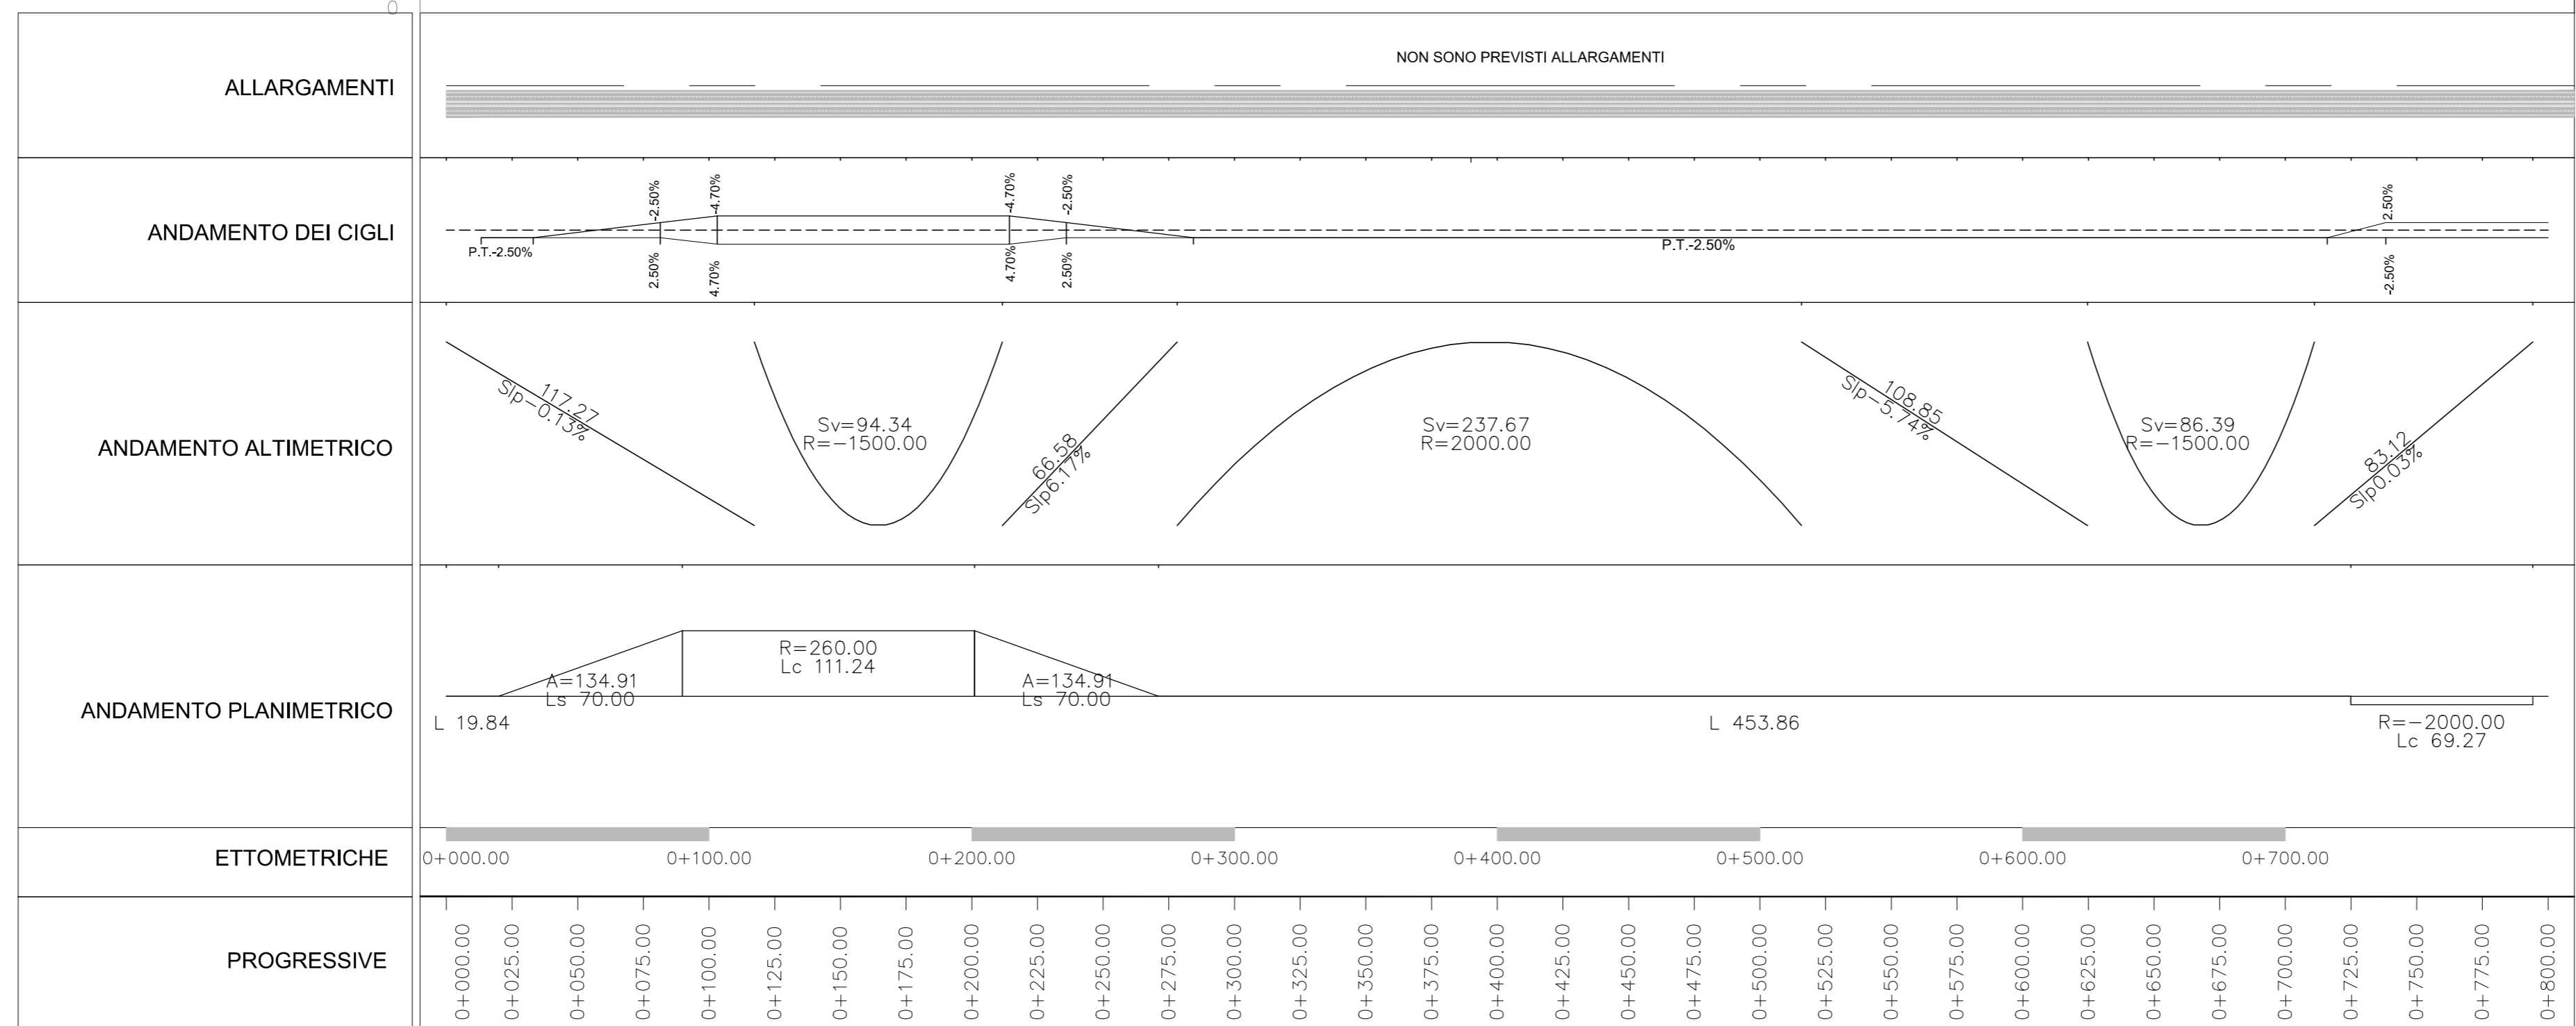 0
ALLARGAMENTI
NON SONO PREVISTI ALLARGAMENTI
ANDAMENTO DEI CIGLI
P.T.-2.50%
-2.50%
2.50%
-4.70%
4.70%
-4.70%
4.70%
-2.50%
2.50%
P.T.-2.50%
2.50%
-2.50%
ANDAMENTO ALTIMETRICO
117.27
Slp-0.13%
Sv=94.34
R=-1500.00
66.58
Slp6.17%
Sv=237.67
R=2000.00
108.85
Slp-5.74%
Sv=86.39
R=-1500.00
83.12
Slp0.03%
ANDAMENTO PLANIMETRICO
L 19.84
A=134.91
Ls 70.00
R=260.00
Lc 111.24
A=134.91
Ls 70.00
L 453.86
R=-2000.00
Lc 69.27
ETTOMETRICHE
0+000.00
0+100.00
0+200.00
0+300.00
0+400.00
0+500.00
0+600.00
0+700.00
PROGRESSIVE
0+000.00
0+025.00
0+050.00
0+075.00
0+100.00
0+125.00
0+150.00
0+175.00
0+200.00
0+225.00
0+250.00
0+275.00
0+300.00
0+325.00
0+350.00
0+375.00
0+400.00
0+425.00
0+450.00
0+475.00
0+500.00
0+525.00
0+550.00
0+575.00
0+600.00
0+625.00
0+650.00
0+675.00
0+700.00
0+725.00
0+750.00
0+775.00
0+800.00